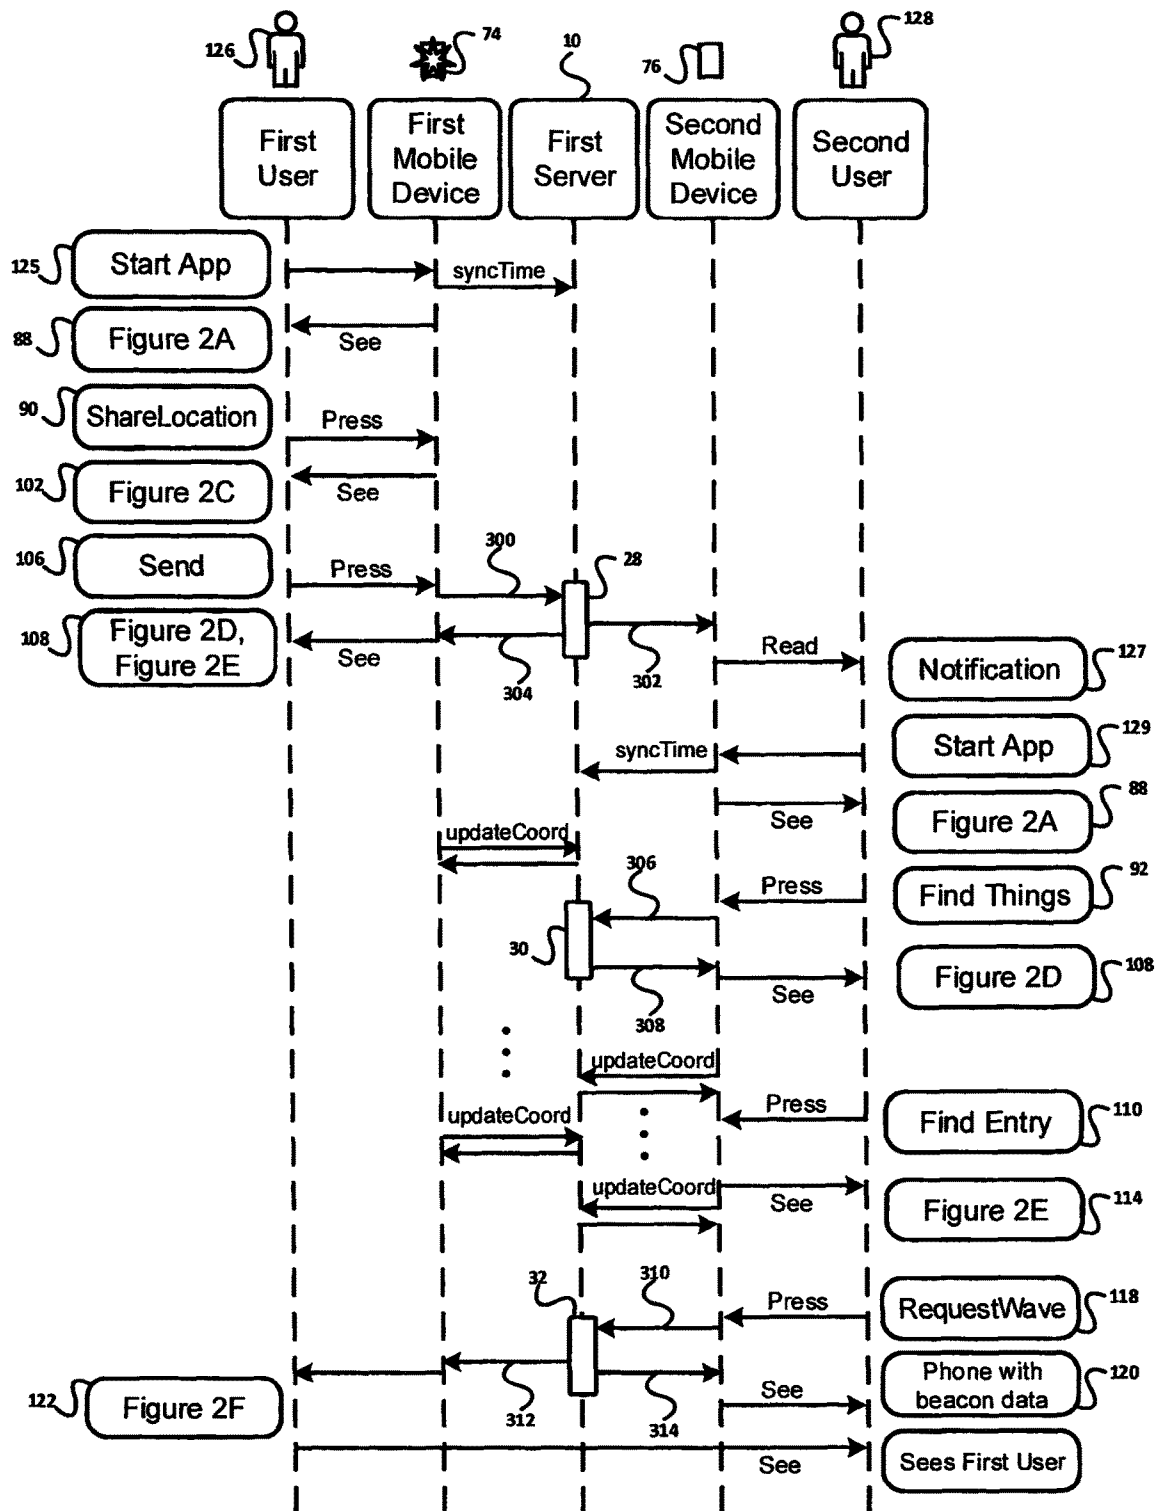 126
74
10
76
128
First
User
First
Mobile
Device
First
Server
Second
Mobile
Device
Second
User
125
Start App
syncTime
88
Figure 2A
See
90
ShareLocation
Press
102
Figure 2C
See
106
Send
Press
300
28
108
Figure 2D,
Figure 2E
See
304
302
Read
Notification
127
syncTime
Start App
129
See
Figure 2A
88
updateCoord
306
Press
Find Things
92
30
308
See
Figure 2D
108
updateCoord
updateCoord
Press
Find Entry
110
updateCoord
See
Figure 2E
114
32
310
Press
RequestWave
118
122
Figure 2F
312
314
See
Phone with
beacon data
120
See
Sees First User